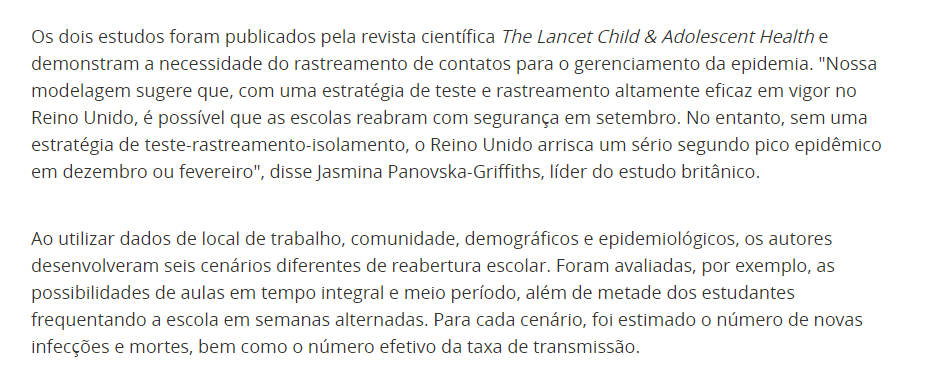 Os dois estudos foram publicados pela revista científica The Lancet Child & Adolescent Health e
demonstram a necessidade do rastreamento de contatos para o gerenciamento da epidemia. "Nossa
modelagem sugere que, com uma estratégia de teste e rastreamento altamente eficaz em vigor no
Reino Unido, é possível que as escolas reabram com segurança em setembro. No entanto, sem uma
estratégia de teste-rastreamento-isolamento, o Reino Unido arrisca um sério segundo pico epidêmico
em dezembro ou fevereiro", disse Jasmina Panovska-Griffiths, líder do estudo britânico.
Ao utilizar dados de local de trabalho, comunidade, demográficos e epidemiológicos, os autores
desenvolveram seis cenários diferentes de reabertura escolar. Foram avaliadas, por exemplo, as
possibilidades de aulas em tempo integral e meio período, além de metade dos estudantes
frequentando a escola em semanas alternadas. Para cada cenário, foi estimado o número de novas
infecções e mortes, bem como o número efetivo da taxa de transmissão.